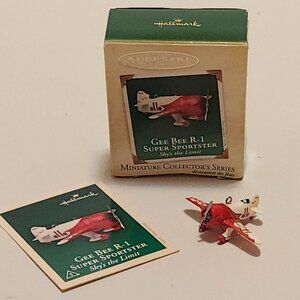 Hallmark
KEEPSAKE
GEE BEE R-1
SUPER SPORTSTER
Sky's the Limit
MINIATURE COLLECTOR'S SERIES
Hallmark
GEE BEE R-1
SUPER SPORTSTER
Sky's the Limit